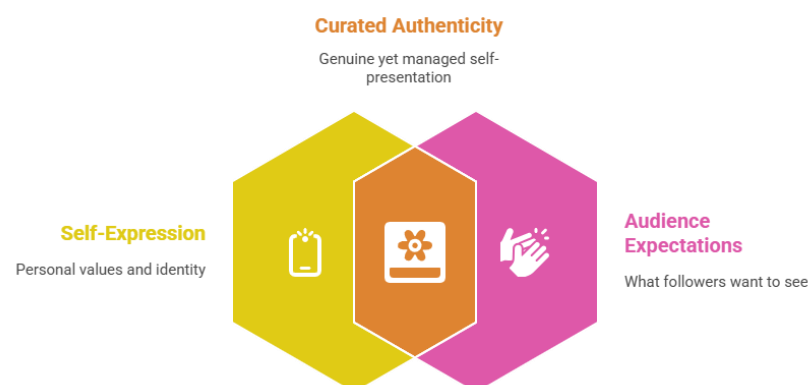 Curated Authenticity
Genuine yet managed self-
presentation
Self-Expression
Personal values and identity
Audience
Expectations
What followers want to see